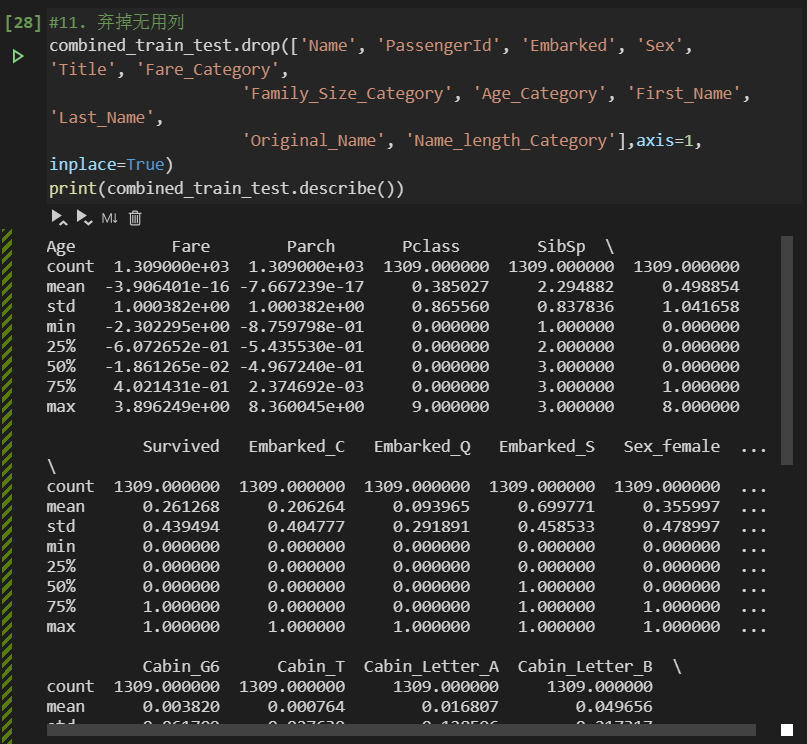 [28] #11. 弃掉无用列
combined_train_test.drop(['Name', 'PassengerId', 'Embarked', 'Sex',
'Title', 'Fare_Category',
'Family_Size_Category', 'Age_Category', 'First_Name',
'Last_Name',
'Original_Name', 'Name_length_Category'],axis=1,
inplace=True)
print(combined_train_test.describe())
M↓
Age Fare Parch Pclass SibSp \
count 1.309000e+03 1.309000e+03 1309.000000 1309.000000 1309.000000
mean -3.906401e-16 -7.667239e-17 0.385027 2.294882 0.498854
std 1.000382e+00 1.000382e+00 0.865560 0.837836 1.041658
min -2.302295e+00 -8.759798e-01 0.000000 1.000000 0.000000
25% -6.072652e-01 -5.435530e-01 0.000000 2.000000 0.000000
50% -1.861265e-02 -4.967240e-01 0.000000 3.000000 0.000000
75% 4.021431e-01 2.374692e-03 0.000000 3.000000 1.000000
max 3.896249e+00 8.360045e+00 9.000000 3.000000 8.000000
Survived Embarked_C Embarked_Q Embarked_S Sex_female ...
\
count 1309.000000 1309.000000 1309.000000 1309.000000 1309.000000 ...
mean 0.261268 0.206264 0.093965 0.699771 0.355997 ...
std 0.439494 0.404777 0.291891 0.458533 0.478997 ...
min 0.000000 0.000000 0.000000 0.000000 0.000000 ...
25% 0.000000 0.000000 0.000000 0.000000 0.000000 ...
50% 0.000000 0.000000 0.000000 1.000000 0.000000 ...
75% 1.000000 0.000000 0.000000 1.000000 1.000000 ...
max 1.000000 1.000000 1.000000 1.000000 1.000000 ...
Cabin_G6 Cabin_T Cabin_Letter_A Cabin_Letter_B \
count 1309.000000 1309.000000 1309.000000 1309.000000
mean 0.003820 0.000764 0.016807 0.049656